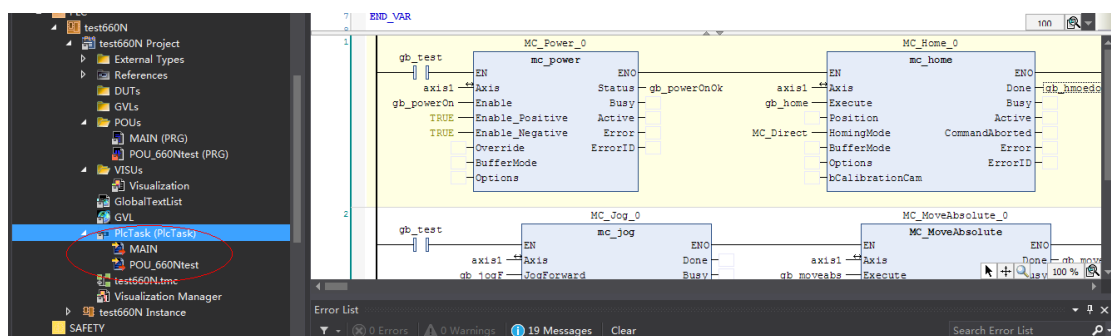 PLC
test660N
test660N Project
External Types
References
DUTs
GVLs
POUs
MAIN (PRG)
POU_660Ntest (PRG)
VISUs
Visualization
GlobalTextList
GVL
PlcTask (PlcTask)
MAIN
POU_660Ntest
test660N.tmc
Visualization Manager
test660N Instance
SAFETY
7 END_VAR
100
1
MC_Power_0
mc_power
gb_test
EN ENO
axis1 Axis Status gb_powerOnOk
gb_powerOn Enable Busy
TRUE Enable_Positive Active
TRUE Enable_Negative Error
Override ErrorID
BufferMode
Options
MC_Home_0
mc_home
EN ENO
axis1 Axis Done gb_hmoedo
gb_home Execute Busy
Position Active
MC_Direct HomingMode CommandAborted
BufferMode Error
Options ErrorID
bCalibrationCam
2
MC_Jog_0
mc_jog
gb_test
EN ENO
axis1 Axis Done
gb_jogF JogForward Busy
MC_MoveAbsolute_0
MC_MoveAbsolute
EN ENO
axis1 Axis Done gb_move
gb_moveabs Execute Busy
100 %
Error List
0 Errors 0 Warnings 19 Messages Clear
Search Error List